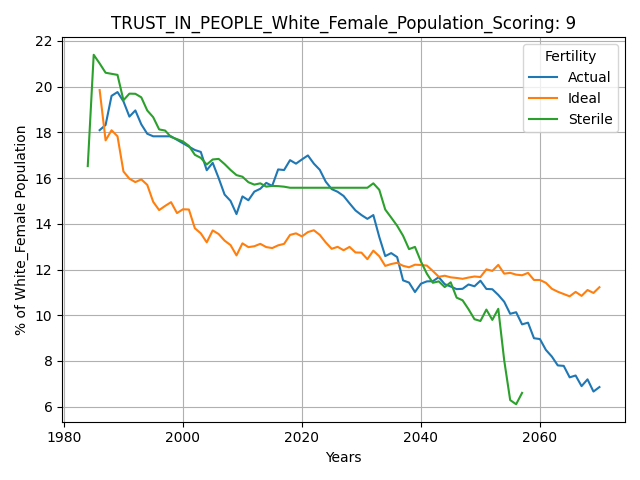 TRUST_IN_PEOPLE_White_Female_Population_Scoring: 9
% of White_Female Population
22
20
18
16
14
12
10
8
6
Fertility
Actual
Ideal
Sterile
1980 2000 2020 2040 2060
Years